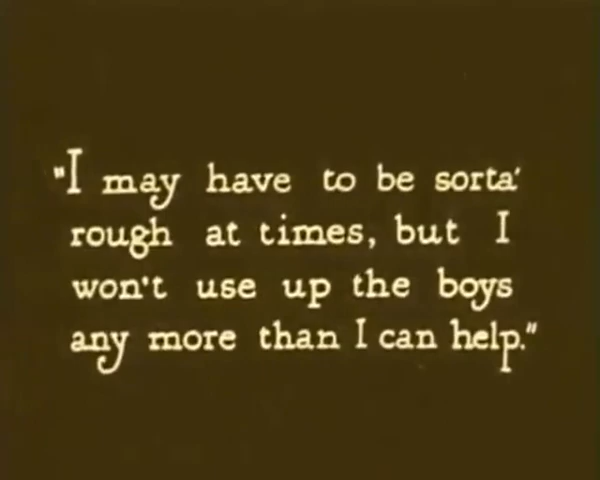 "I may have to be sorta'
rough at times, but I
won't use up the boys
any more than I can help."